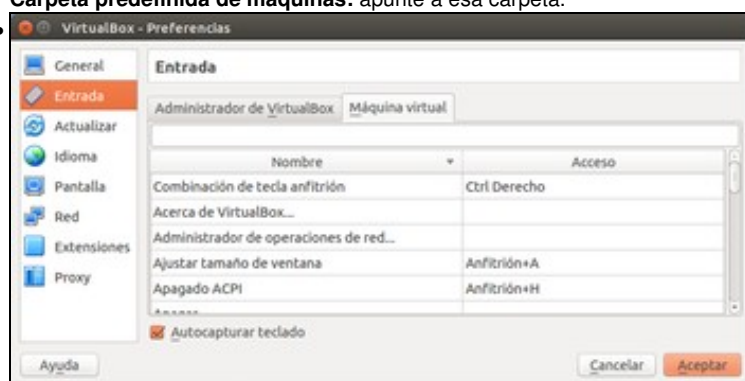 Carpeta predefinida de máquinas: apunte a esa carpeta.
VirtualBox - Preferencias
General
Entrada
Actualizar
Idioma
Pantalla
Red
Extensiones
Proxy
Entrada
Administrador de VirtualBox Máquina virtual
Nombre Acceso
Combinación de tecla anfitrión Ctrl Derecho
Acerca de VirtualBox...
Administrador de operaciones de red...
Ajustar tamaño de ventana Anfitrión+A
Apagado ACPI Anfitrión+H
Autocapturar teclado
Ayuda Cancelar Aceptar